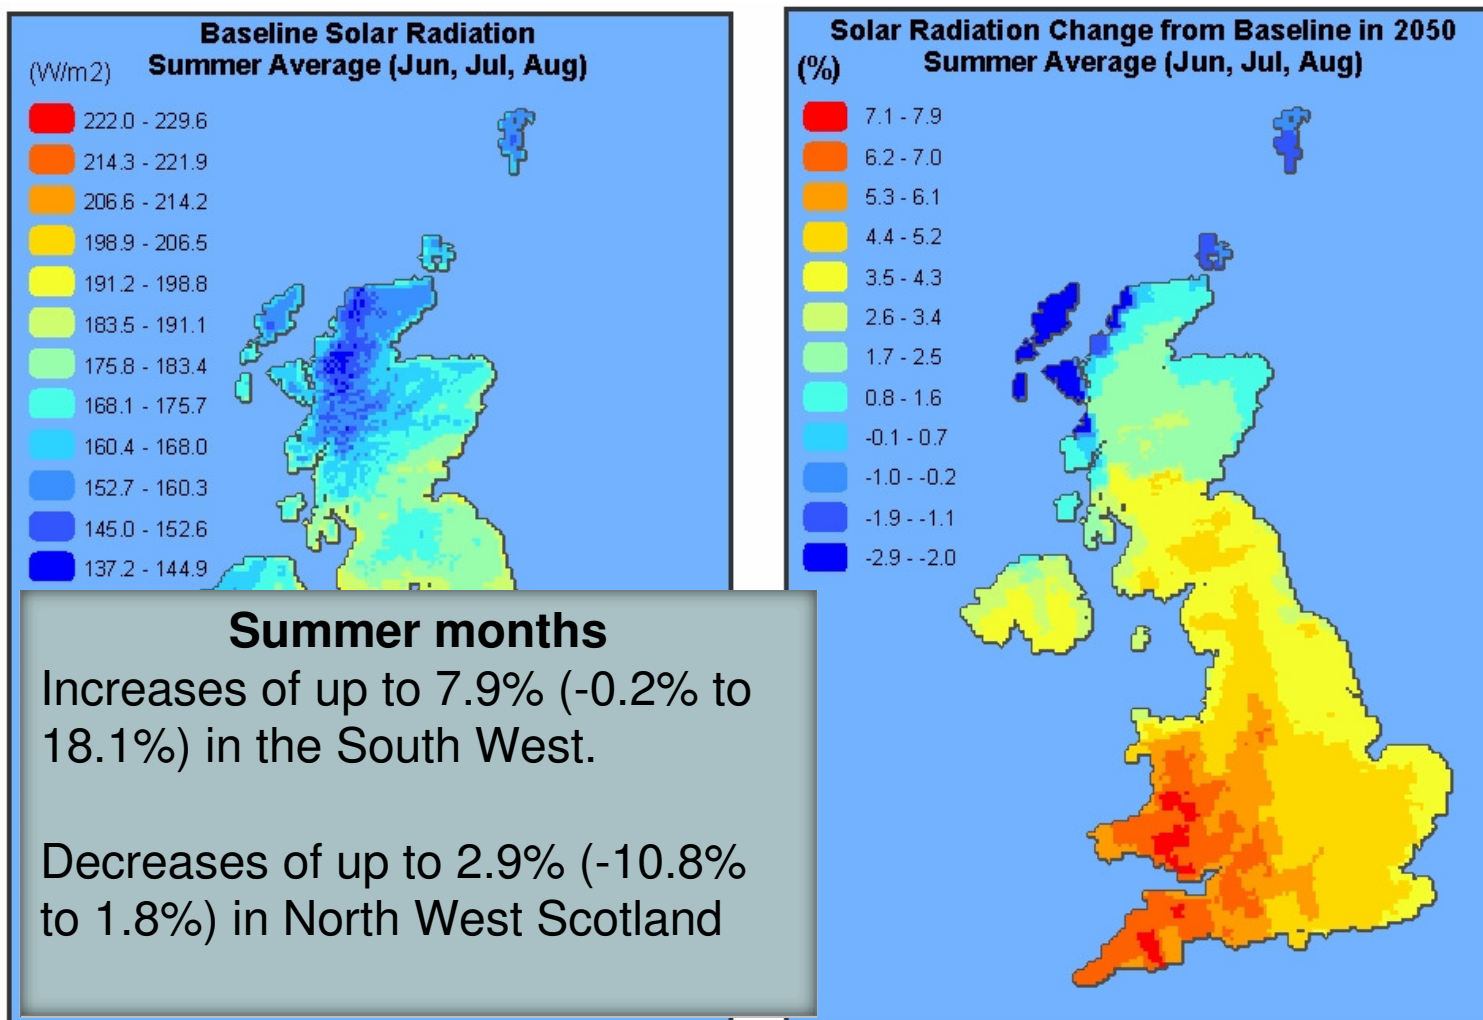 Baseline Solar Radiation
Summer Average (Jun, Jul, Aug)
(W/m2)
222.0 - 229.6
214.3 - 221.9
206.6 - 214.2
198.9 - 206.5
191.2 - 198.8
183.5 - 191.1
175.8 - 183.4
168.1 - 175.7
160.4 - 168.0
152.7 - 160.3
145.0 - 152.6
137.2 - 144.9
Solar Radiation Change from Baseline in 2050
Summer Average (Jun, Jul, Aug)
(%)
7.1 - 7.9
6.2 - 7.0
5.3 - 6.1
4.4 - 5.2
3.5 - 4.3
2.6 - 3.4
1.7 - 2.5
0.8 - 1.6
-0.1 - 0.7
-1.0 - -0.2
-1.9 - -1.1
-2.9 - -2.0
Summer months
Increases of up to 7.9% (-0.2% to
18.1%) in the South West.
Decreases of up to 2.9% (-10.8%
to 1.8%) in North West Scotland